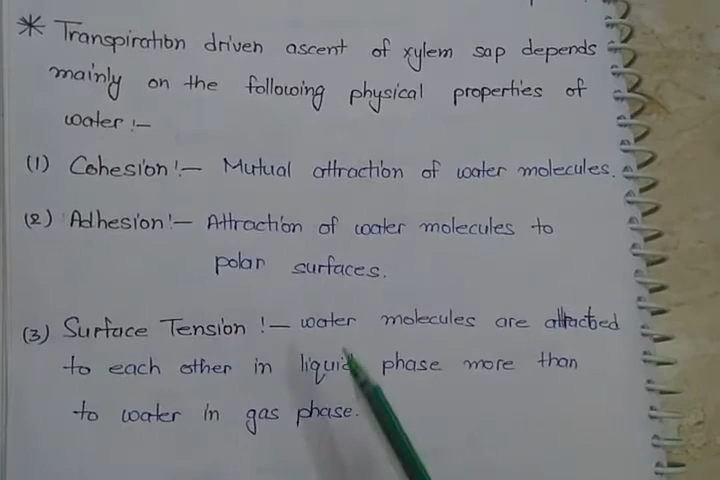 * Transpiration driven ascent of xylem sap depends
mainly on the following physical properties of
water :-
(1) Cohesion :- Mutual attraction of water molecules.
(2) Adhesion :- Attraction of water molecules to
polar surfaces.
(3) Surface Tension :- water molecules are attracted
to each other in liquid phase more than
to water in gas phase.